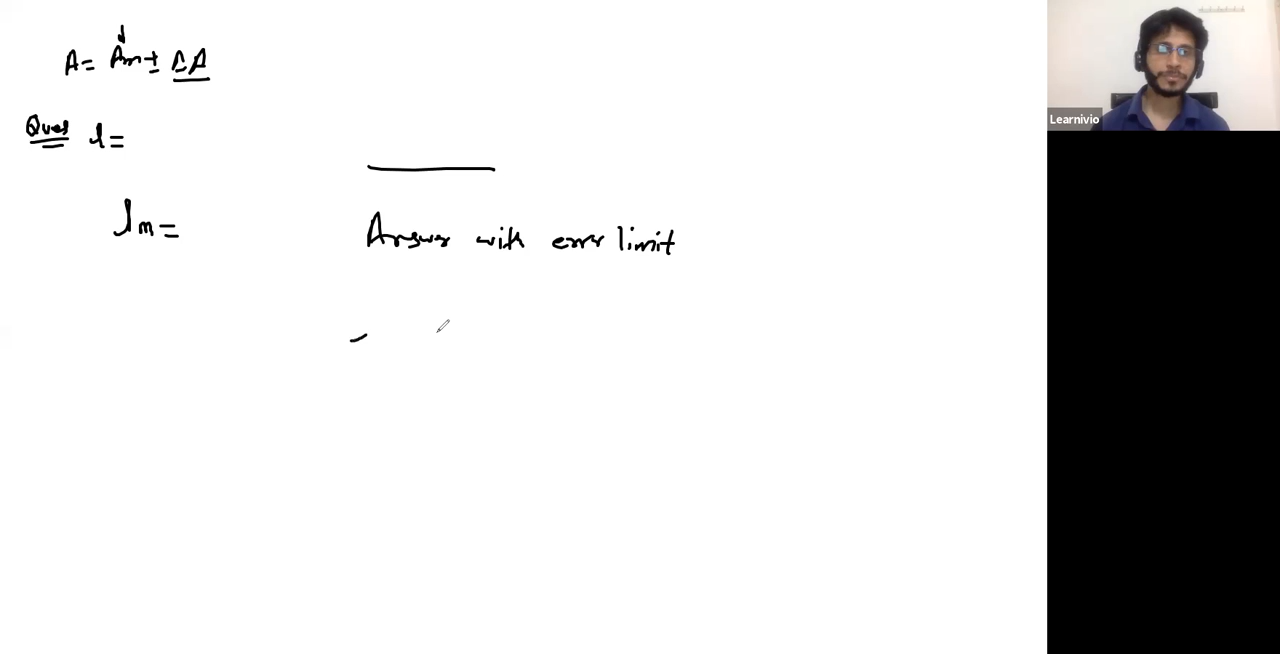 A = Am ± ΔA
Ques l =
lm =
Answer with error limit
Learnivio